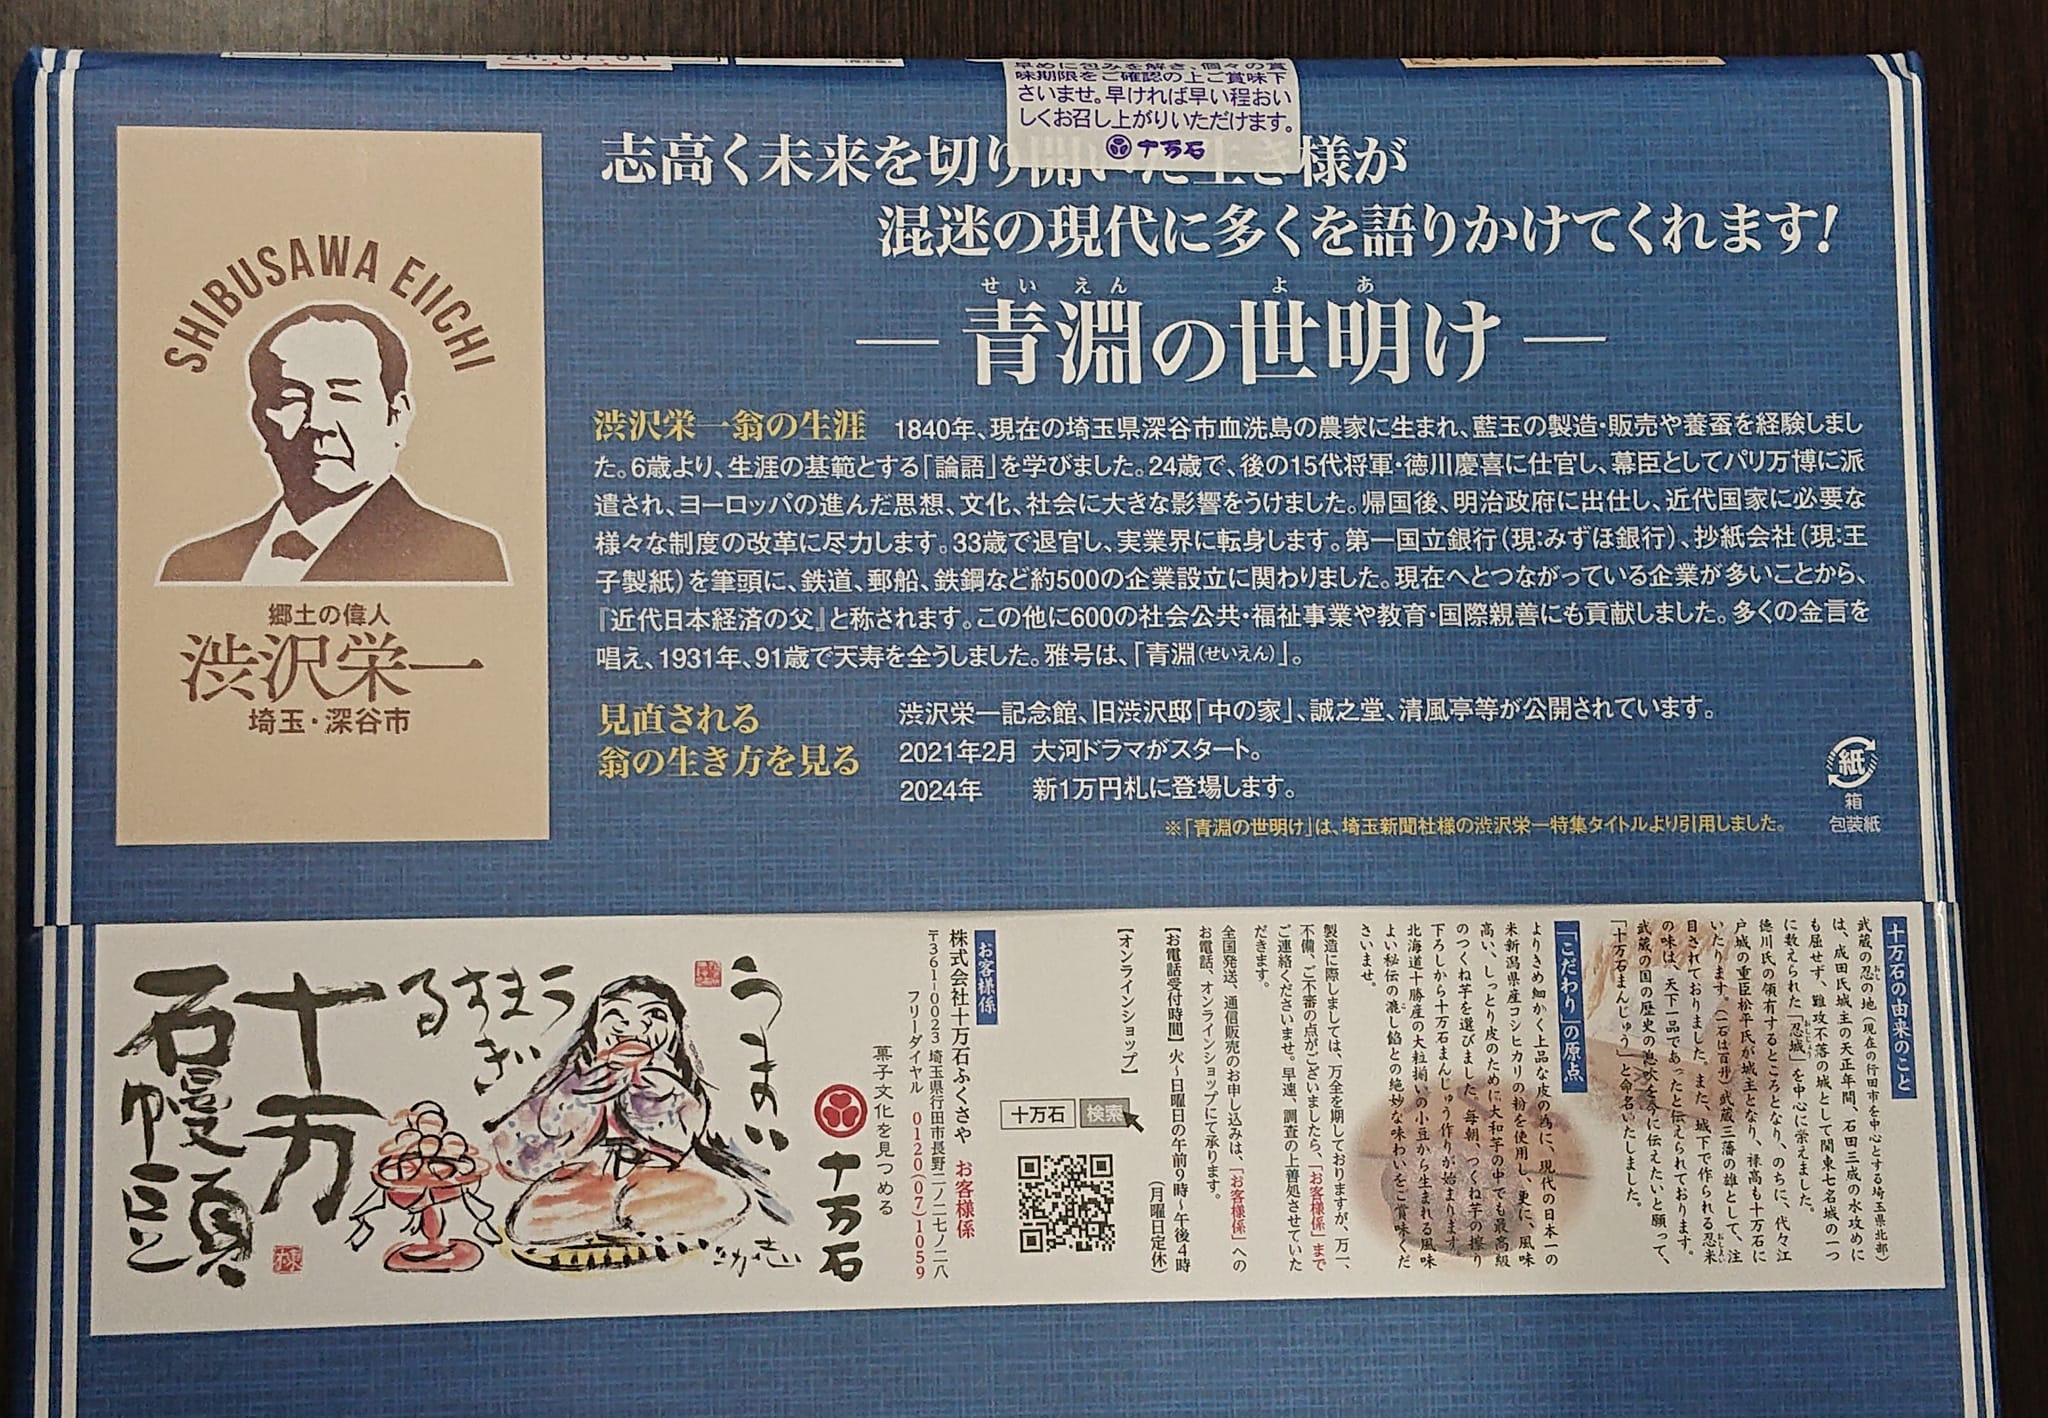 早めに包みを解き、個々の賞
味期限をご確認の上ご賞味下
さいませ。早ければ早い程おい
しくお召し上がりいただけます。
十万石
志高く未来を切り開いた生き様が
混迷の現代に多くを語りかけてくれます!
せいえん よあ
― 青淵の世明け ―
SHIBUSAWA EIICHI
郷土の偉人
渋沢栄一
埼玉・深谷市
渋沢栄一翁の生涯 1840年、現在の埼玉県深谷市血洗島の農家に生まれ、藍玉の製造・販売や養蚕を経験しまし
た。6歳より、生涯の基範とする「論語」を学びました。24歳で、後の15代将軍・徳川慶喜に仕官し、幕臣としてパリ万博に派
遣され、ヨーロッパの進んだ思想、文化、社会に大きな影響をうけました。帰国後、明治政府に出仕し、近代国家に必要な
様々な制度の改革に尽力します。33歳で退官し、実業界に転身します。第一国立銀行(現:みずほ銀行)、抄紙会社(現:王
子製紙)を筆頭に、鉄道、郵船、鉄鋼など約500の企業設立に関わりました。現在へとつながっている企業が多いことから、
『近代日本経済の父』と称されます。この他に600の社会公共・福祉事業や教育・国際親善にも貢献しました。多くの金言を
唱え、1931年、91歳で天寿を全うしました。雅号は、「青淵(せいえん)」。
見直される
翁の生き方を見る
渋沢栄一記念館、旧渋沢邸「中の家」、誠之堂、清風亭等が公開されています。
2021年2月 大河ドラマがスタート。
2024年 新1万円札に登場します。
※「青淵の世明け」は、埼玉新聞社様の渋沢栄一特集タイトルより引用しました。
紙
箱
包装紙
十万石の由来のこと
武蔵の忍の地(現在の行田市を中心とする埼玉県北部)
は、成田氏城主の天正年間、石田三成の水攻めに
も屈せず、難攻不落の城として関東七名城の一つ
に数えられた「忍城」を中心に栄えました。
徳川氏の領有するところとなり、のちに、代々江
戸城の重臣松平氏が城主となり、禄高も十万石に
いたります。(一石は百升)武蔵三藩の雄として、注
目されておりました。また、城下で作られる忍米
の味は、天下一品であったと伝えられております。
武蔵の国の歴史の息吹を今に伝えたいと願って、
「十万石まんじゅう」と命名いたしました。
「こだわり」の原点
よりきめ細かく上品な皮の為に、現代の日本一の
米新潟県産コシヒカリの粉を使用し、更に、風味
高い、しっとり皮のために大和芋の中でも最高級
のつくね芋を選びました。毎朝、つくね芋の擦り
下ろしから十万石まんじゅう作りが始まります。
北海道十勝産の大粒揃いの小豆から生まれる風味
よい秘伝の漉し餡との絶妙な味わいをご賞味くだ
さいませ。
製造に際しましては、万全を期しておりますが、万一、
不備、ご不審の点がございましたら、「お客様係」まで
ご連絡くださいませ。早速、調査の上善処させていた
だきます。
全国発送、通信販売のお申し込みは、「お客様係」への
お電話、オンラインショップにて承ります。
【お電話受付時間】火〜日曜日の午前9時〜午後4時
(月曜日定休)
【オンラインショップ】
十万石 検索
お客様係
株式会社十万石ふくさや お客様係
〒361-0023 埼玉県行田市長野二ノ二七ノ二八
フリーダイヤル 0120(07)1059
菓子文化を見つめる
十万石
うまい
うますぎる
十万
石饅頭
功志